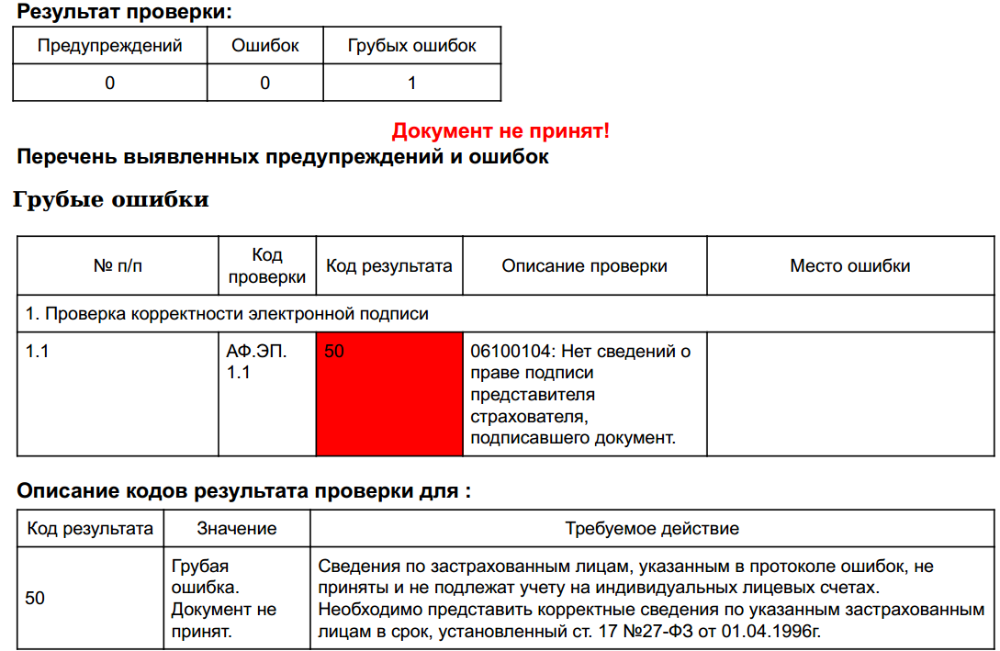 Результат проверки:
Предупреждений Ошибок Грубых ошибок
0 0 1
Документ не принят!
Перечень выявленных предупреждений и ошибок
Грубые ошибки
№ п/п Код проверки Код результата Описание проверки Место ошибки
1. Проверка корректности электронной подписи
1.1 АФ.ЭП. 50 06100104: Нет сведений о
1.1 праве подписи
представителя
страхователя,
подписавшего документ.
Описание кодов результата проверки для :
Код результата Значение Требуемое действие
50
Грубая
ошибка.
Документ не
принят.
Сведения по застрахованным лицам, указанным в протоколе ошибок, не
приняты и не подлежат учету на индивидуальных лицевых счетах.
Необходимо представить корректные сведения по указанным застрахованным
лицам в срок, установленный ст. 17 №27-ФЗ от 01.04.1996г.